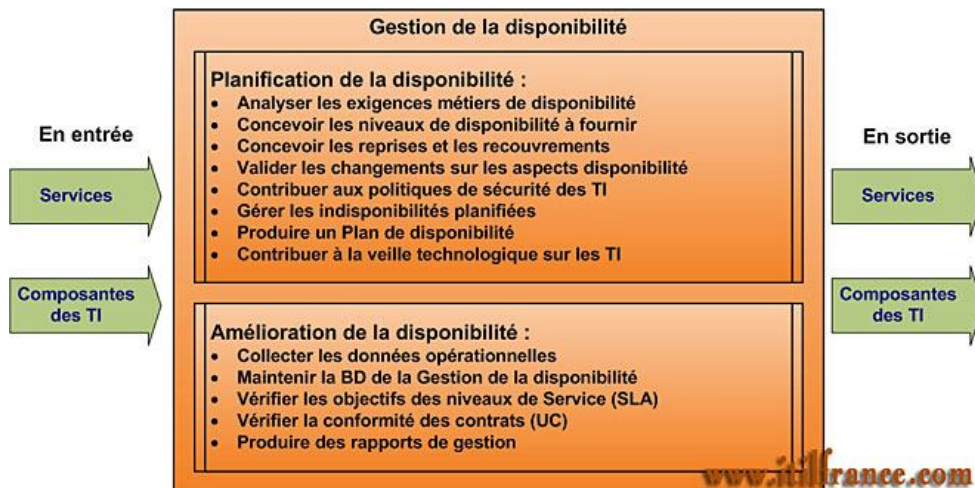 Gestion de la disponibilité
Planification de la disponibilité :
• Analyser les exigences métiers de disponibilité
• Concevoir les niveaux de disponibilité à fournir
• Concevoir les reprises et les recouvrements
• Valider les changements sur les aspects disponibilité
• Contribuer aux politiques de sécurité des TI
• Gérer les indisponibilités planifiées
• Produire un Plan de disponibilité
• Contribuer à la veille technologique sur les TI
En entrée
Services
Composantes
des TI
En sortie
Services
Composantes
des TI
Amélioration de la disponibilité :
• Collecter les données opérationnelles
• Maintenir la BD de la Gestion de la disponibilité
• Vérifier les objectifs des niveaux de Service (SLA)
• Vérifier la conformité des contrats (UC)
• Produire des rapports de gestion
www.itilfrance.com